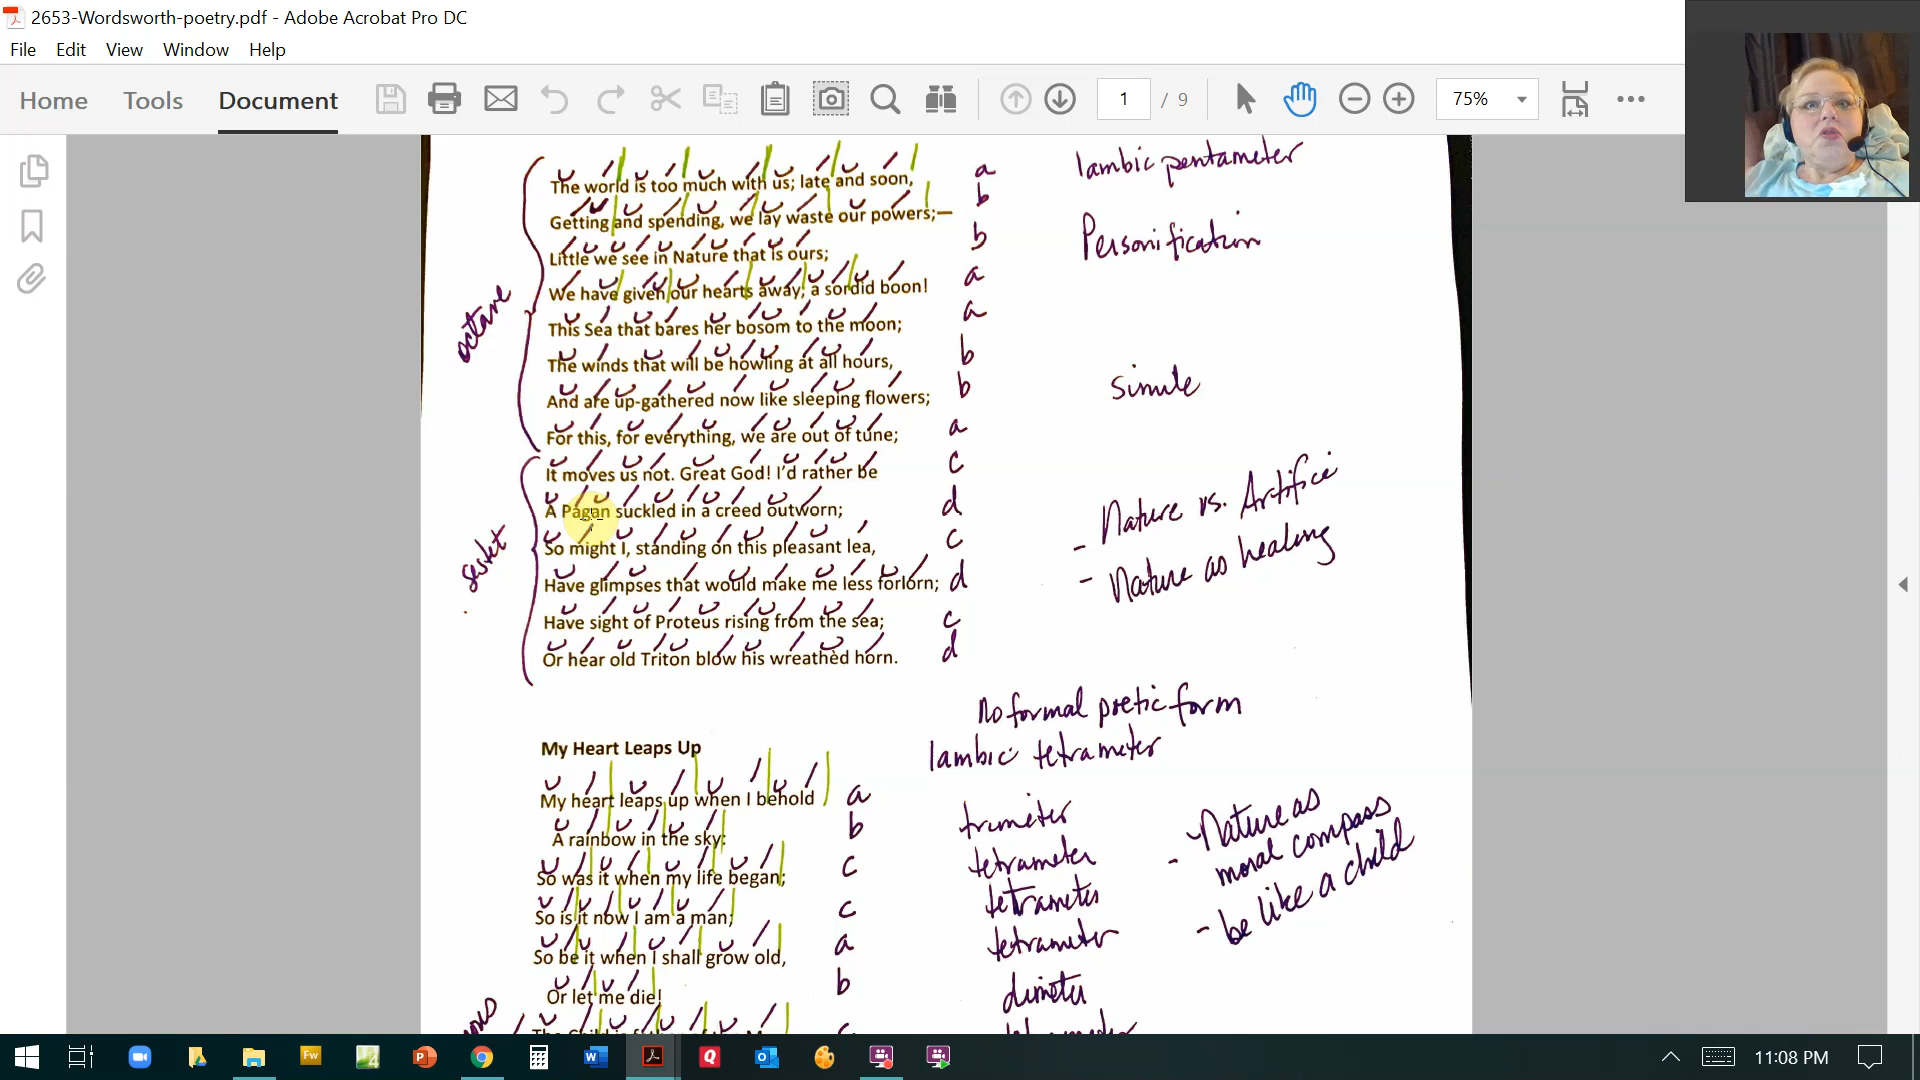 2653-Wordsworth-poetry.pdf - Adobe Acrobat Pro DC
File Edit View Window Help
Home Tools Document 1 / 9 75%
The world is too much with us; late and soon, a Iambic pentameter
Getting and spending, we lay waste our powers;— b
Little we see in Nature that is ours; b Personification
We have given our hearts away, a sordid boon! a
octave
This Sea that bares her bosom to the moon; a
The winds that will be howling at all hours, b
And are up-gathered now like sleeping flowers; b simile
For this, for everything, we are out of tune; a
It moves us not. Great God! I'd rather be c
A Pagan suckled in a creed outworn; d - Nature vs. Artifice
So might I, standing on this pleasant lea, c - Nature as healing
sestet
Have glimpses that would make me less forlorn; d
Have sight of Proteus rising from the sea; c
Or hear old Triton blow his wreathèd horn. d
No formal poetic form
My Heart Leaps Up Iambic tetrameter
My heart leaps up when I behold a
A rainbow in the sky: b trimeter
So was it when my life began; c tetrameter
So is it now I am a man; c tetrameter
So be it when I shall grow old, a tetrameter
Or let me die! b dimeter
- Nature as
moral compass
- be like a child
11:08 PM